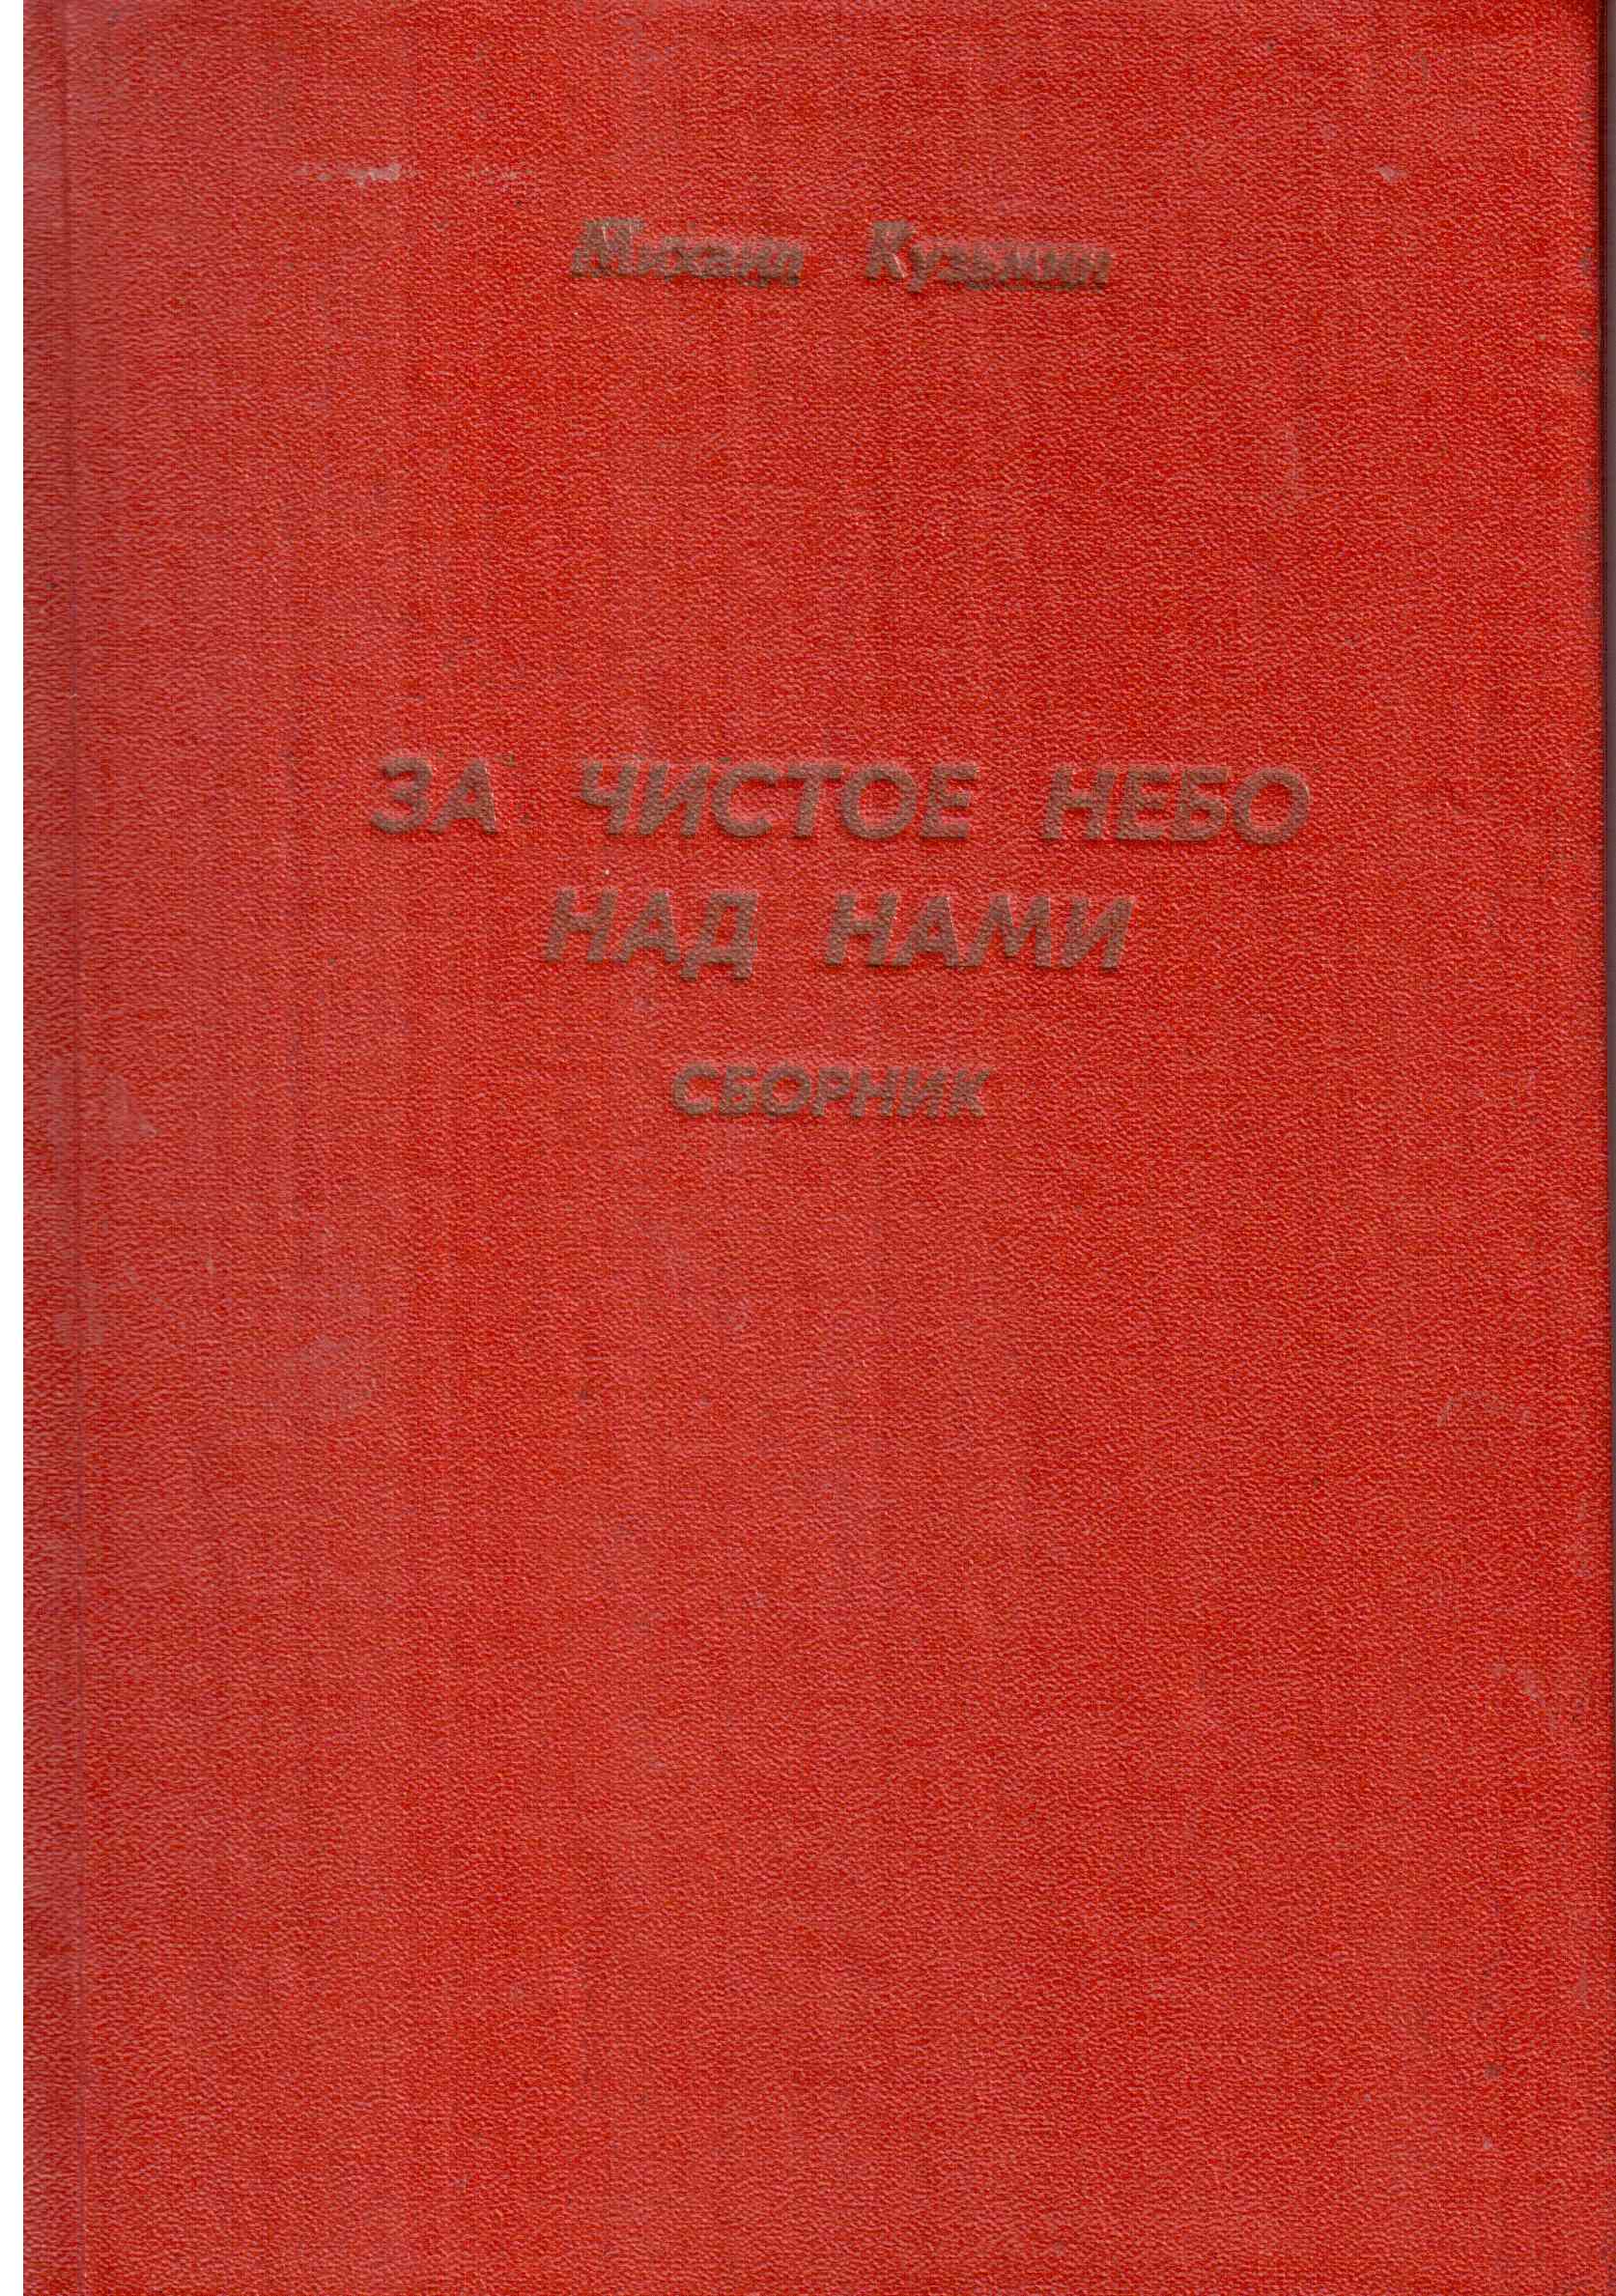 Михаил Кузьмин
ЗА ЧИСТОЕ НЕБО
НАД НАМИ
СБОРНИК